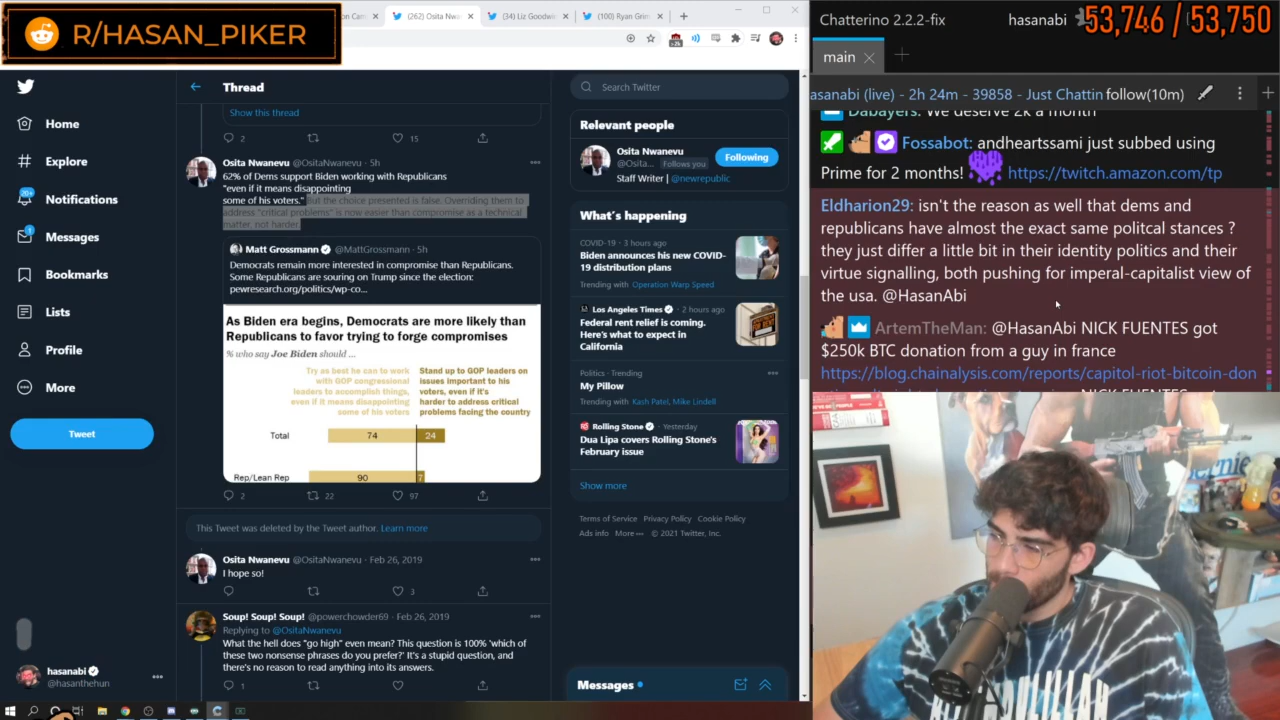 R/HASAN_PIKER
(262) Osita Nw
(34) Liz Goodwin
(100) Ryan Grim
Chatterino 2.2.2-fix
hasanabi
53,746 / 53,750
main
asanabi (live) - 2h 24m - 39858 - Just Chattin follow(10m)
Home
Explore
Notifications
Messages
Bookmarks
Lists
Profile
More
Tweet
hasanabi
@hasanthehun
Thread
Show this thread
2
15
Osita Nwanevu @OsitaNwanevu · 5h
62% of Dems support Biden working with Republicans
"even if it means disappointing
some of his voters." But the choice presented is false. Overriding them to
address "critical problems" is now easier than compromise as a technical
matter, not harder.
Matt Grossmann @MattGrossmann · 5h
Democrats remain more interested in compromise than Republicans.
Some Republicans are souring on Trump since the election:
pewresearch.org/politics/wp-co...
As Biden era begins, Democrats are more likely than
Republicans to favor trying to forge compromises
% who say Joe Biden should ...
Try as best he can to work
with GOP congressional
leaders to accomplish things,
even if it means disappointing
some of his voters
Stand up to GOP leaders on
issues important to his
voters, even if it's
harder to address critical
problems facing the country
Total
74
24
Rep/Lean Rep
90
7
2
22
97
This Tweet was deleted by the Tweet author. Learn more
Osita Nwanevu @OsitaNwanevu · Feb 26, 2019
I hope so!
3
Soup! Soup! Soup! @powerchowder69 · Feb 26, 2019
Replying to @OsitaNwanevu
What the hell does "go high" even mean? This question is 100% 'which of
these two nonsense phrases do you prefer?' It's a stupid question, and
there's no reason to read anything into its answers.
1
Search Twitter
Relevant people
Osita Nwanevu
@Osita...
Follows you
Following
Staff Writer | @newrepublic
What's happening
COVID-19 · 3 hours ago
Biden announces his new COVID-
19 distribution plans
Trending with Operation Warp Speed
Los Angeles Times · 2 hours ago
Federal rent relief is coming.
Here's what to expect in
California
Politics · Trending
My Pillow
Trending with Kash Patel, Mike Lindell
Rolling Stone · Yesterday
Dua Lipa covers Rolling Stone's
February issue
Show more
Terms of Service Privacy Policy Cookie Policy
Ads info More © 2021 Twitter, Inc.
Messages
Dabayers: We deserve 2k a month
Fossabot: andheartssami just subbed using
Prime for 2 months! https://twitch.amazon.com/tp
Eldharion29: isn't the reason as well that dems and
republicans have almost the exact same politcal stances ?
they just differ a little bit in their identity politics and their
virtue signalling, both pushing for imperal-capitalist view of
the usa. @HasanAbi
ArtemTheMan: @HasanAbi NICK FUENTES got
$250k BTC donation from a guy in france
https://blog.chainalysis.com/reports/capitol-riot-bitcoin-don